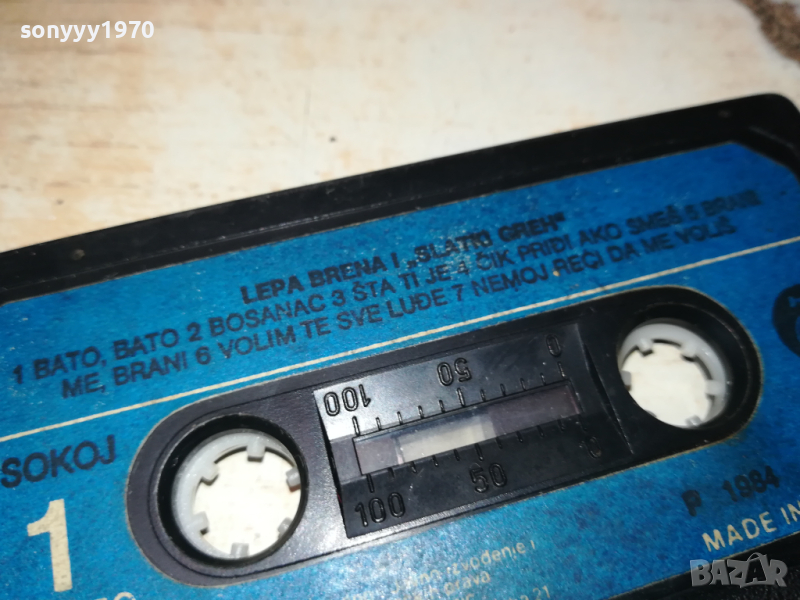 sonyyy1970
LEPA BRENA I „SLATKI GREH“
1 BATO, BATO 2 BOSANAC 3 ŠTA TI JE 4 ČIK PRIĐI AKO SMEŠ 5 BRANI
ME, BRANI 6 VOLIM TE SVE LUĐE 7 NEMOJ REĆI DA ME VOLIŠ
SOKOJ
1
100 50 0
100 50 0
P 1984
MADE IN
BAZAR